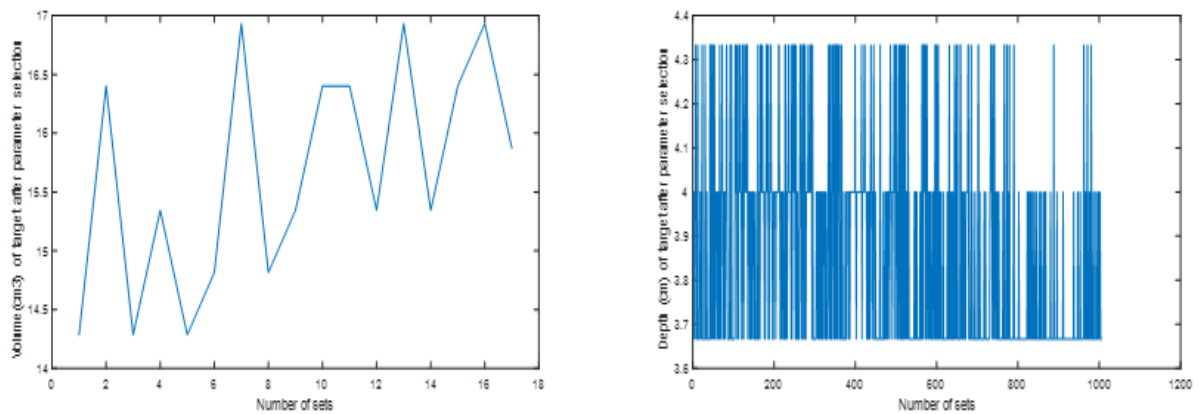 Volume (cm3) of target after parameter selection
17
16.5
16
15.5
15
14.5
14
0 2 4 6 8 10 12 14 16 18
Number of sets
Depth (cm) of target after parameter selection
4.4
4.3
4.2
4.1
4
3.9
3.8
3.7
3.6
0 200 400 600 800 1000 1200
Number of sets